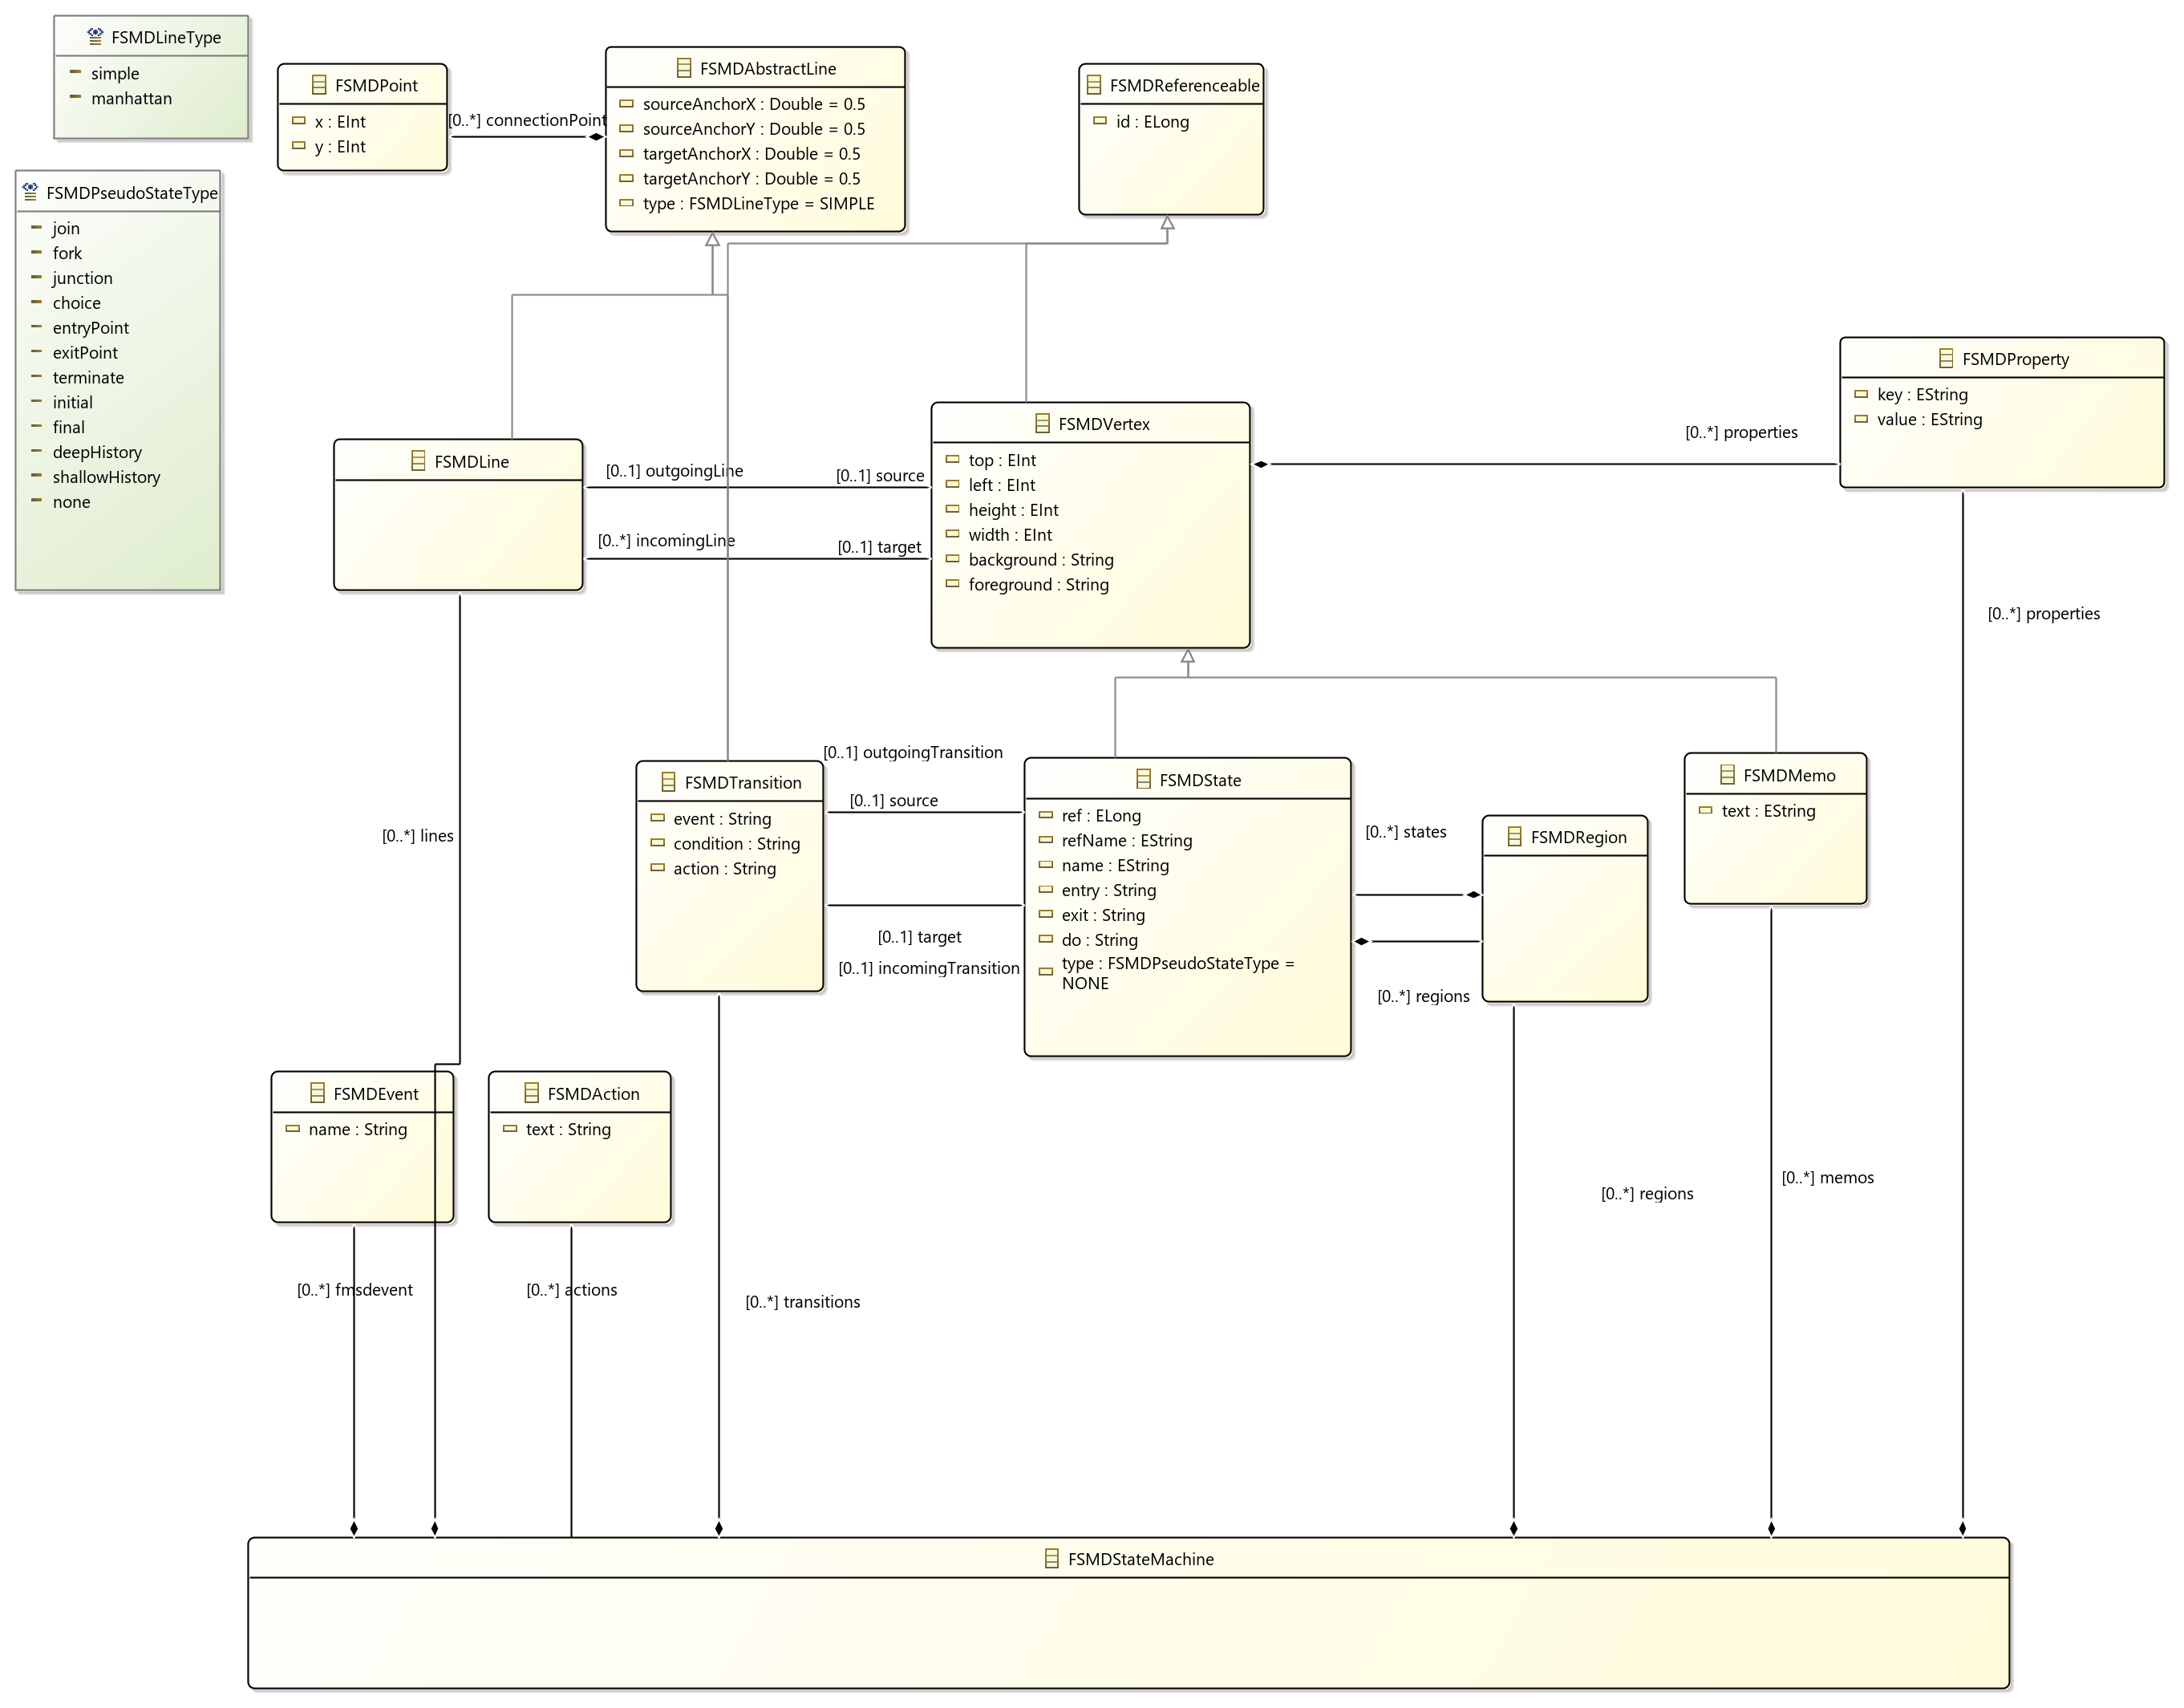 FSMDLineType
simple
manhattan
FSMDPoint
x : EInt
y : EInt
[0..*] connectionPoint
FSMDAbstractLine
sourceAnchorX : Double = 0.5
sourceAnchorY : Double = 0.5
targetAnchorX : Double = 0.5
targetAnchorY : Double = 0.5
type : FSMDLineType = SIMPLE
FSMDReferenceable
id : ELong
FSMDPseudoStateType
join
fork
junction
choice
entryPoint
exitPoint
terminate
initial
final
deepHistory
shallowHistory
none
FSMDProperty
key : EString
value : EString
FSMDLine
[0..1] outgoingLine
[0..1] source
[0..*] incomingLine
[0..1] target
FSMDVertex
top : EInt
left : EInt
height : EInt
width : EInt
background : String
foreground : String
[0..*] properties
[0..*] properties
[0..*] lines
FSMDTransition
event : String
condition : String
action : String
[0..1] outgoingTransition
[0..1] source
[0..1] target
[0..1] incomingTransition
FSMDState
ref : ELong
refName : EString
name : EString
entry : String
exit : String
do : String
type : FSMDPseudoStateType =
NONE
[0..*] states
[0..*] regions
FSMDRegion
FSMDMemo
text : EString
FSMDEvent
name : String
FSMDAction
text : String
[0..*] regions
[0..*] memos
[0..*] fmsdevent
[0..*] actions
[0..*] transitions
FSMDStateMachine